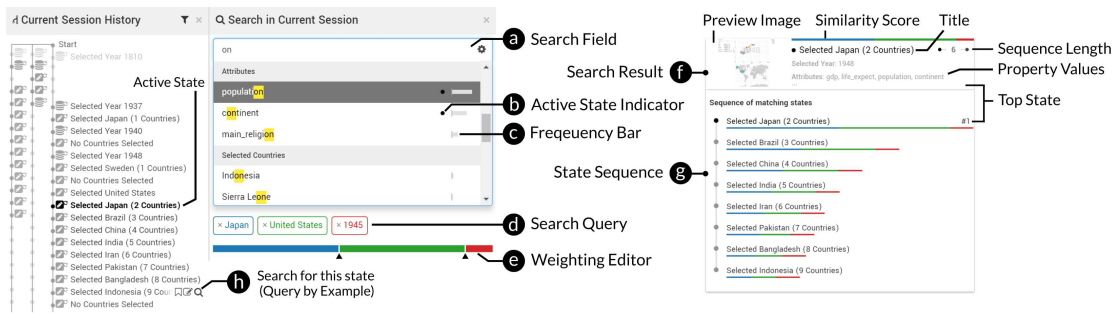 d Current Session History
Start
Selected Year 1810
Active State
Selected Year 1937
Selected Japan (1 Countries)
Selected Year 1940
No Countries Selected
Selected Year 1948
Selected Sweden (1 Countries)
No Countries Selected
Selected United States
Selected Japan (2 Countries)
Selected Brazil (3 Countries)
Selected China (4 Countries)
Selected India (5 Countries)
Selected Iran (6 Countries)
Selected Pakistan (7 Countries)
Selected Bangladesh (8 Countries)
Selected Indonesia (9 Coun
No Countries Selected
Search in Current Session
on
Attributes
population
continent
main_religion
Selected Countries
Indonesia
Sierra Leone
× Japan
× United States
× 1945
a Search Field
b Active State Indicator
c Freqeuency Bar
d Search Query
e Weighting Editor
h Search for this state
(Query by Example)
Preview Image
Similarity Score
Title
Selected Japan (2 Countries)
6
Sequence Length
Selected Year: 1948
Search Result f
Attributes: gdp, life_expect, population, continent
Property Values
Top State
Sequence of matching states
Selected Japan (2 Countries)
#1
Selected Brazil (3 Countries)
State Sequence g
Selected China (4 Countries)
Selected India (5 Countries)
Selected Iran (6 Countries)
Selected Pakistan (7 Countries)
Selected Bangladesh (8 Countries)
Selected Indonesia (9 Countries)